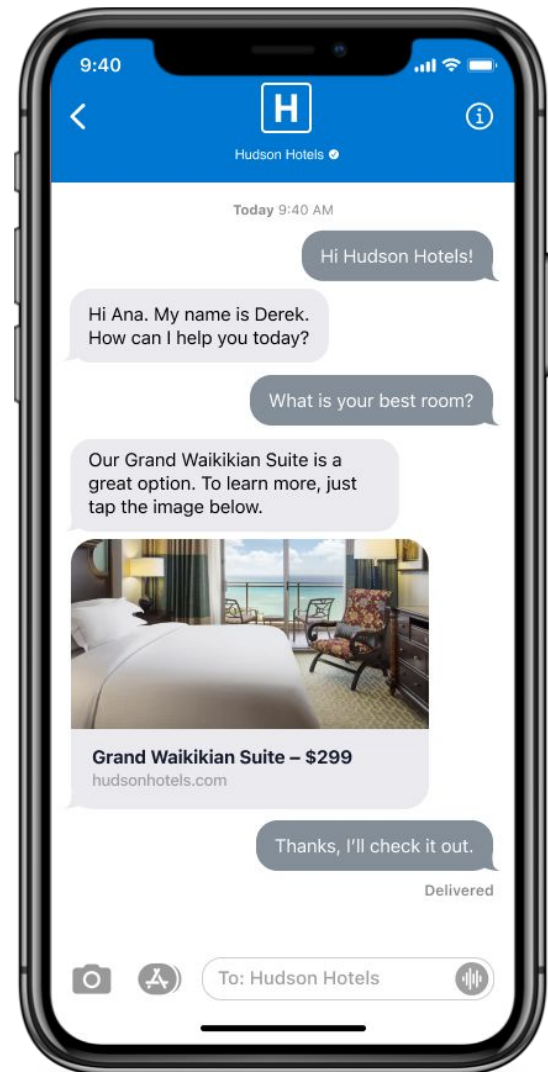 9:40
H
Hudson Hotels
Today 9:40 AM
Hi Hudson Hotels!
Hi Ana. My name is Derek.
How can I help you today?
What is your best room?
Our Grand Waikikian Suite is a
great option. To learn more, just
tap the image below.
Grand Waikikian Suite – $299
hudsonhotels.com
Thanks, I’ll check it out.
Delivered
To: Hudson Hotels